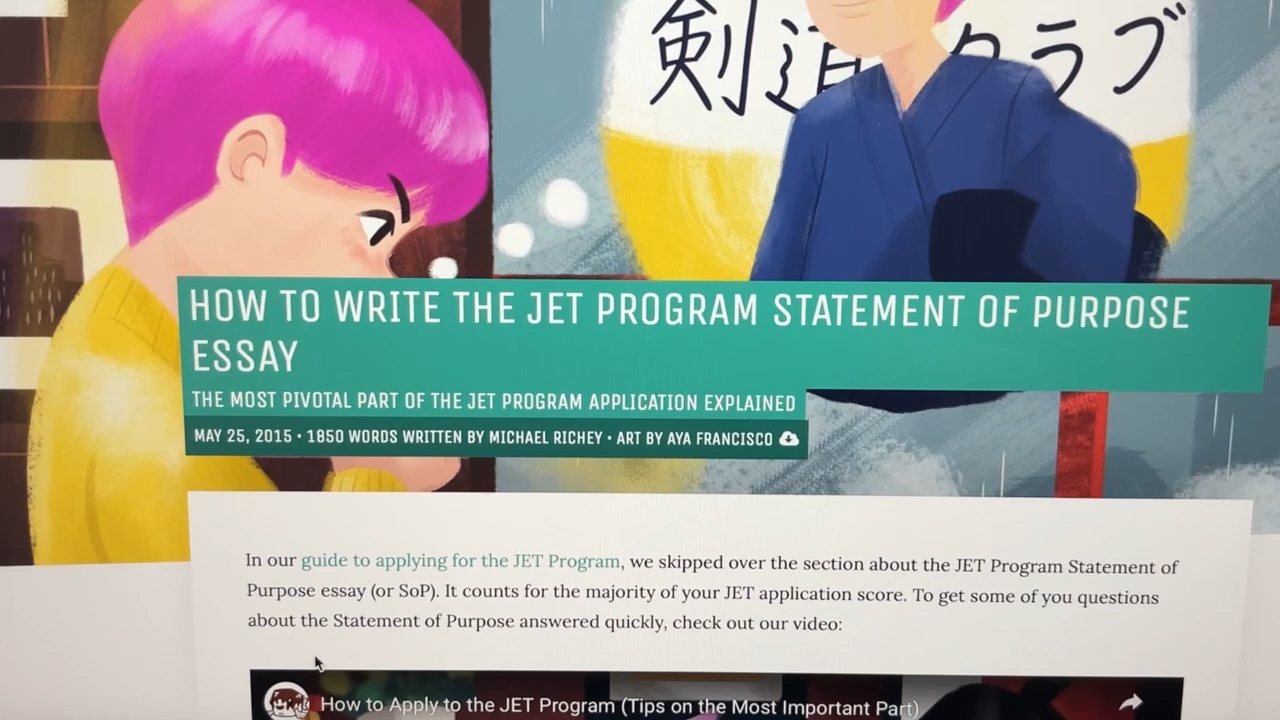 剣道クラブ
HOW TO WRITE THE JET PROGRAM STATEMENT OF PURPOSE
ESSAY
THE MOST PIVOTAL PART OF THE JET PROGRAM APPLICATION EXPLAINED
MAY 25, 2015 • 1850 WORDS WRITTEN BY MICHAEL RICHEY • ART BY AYA FRANCISCO
In our guide to applying for the JET Program, we skipped over the section about the JET Program Statement of
Purpose essay (or SoP). It counts for the majority of your JET application score. To get some of you questions
about the Statement of Purpose answered quickly, check out our video:
How to Apply to the JET Program (Tips on the Most Important Part)